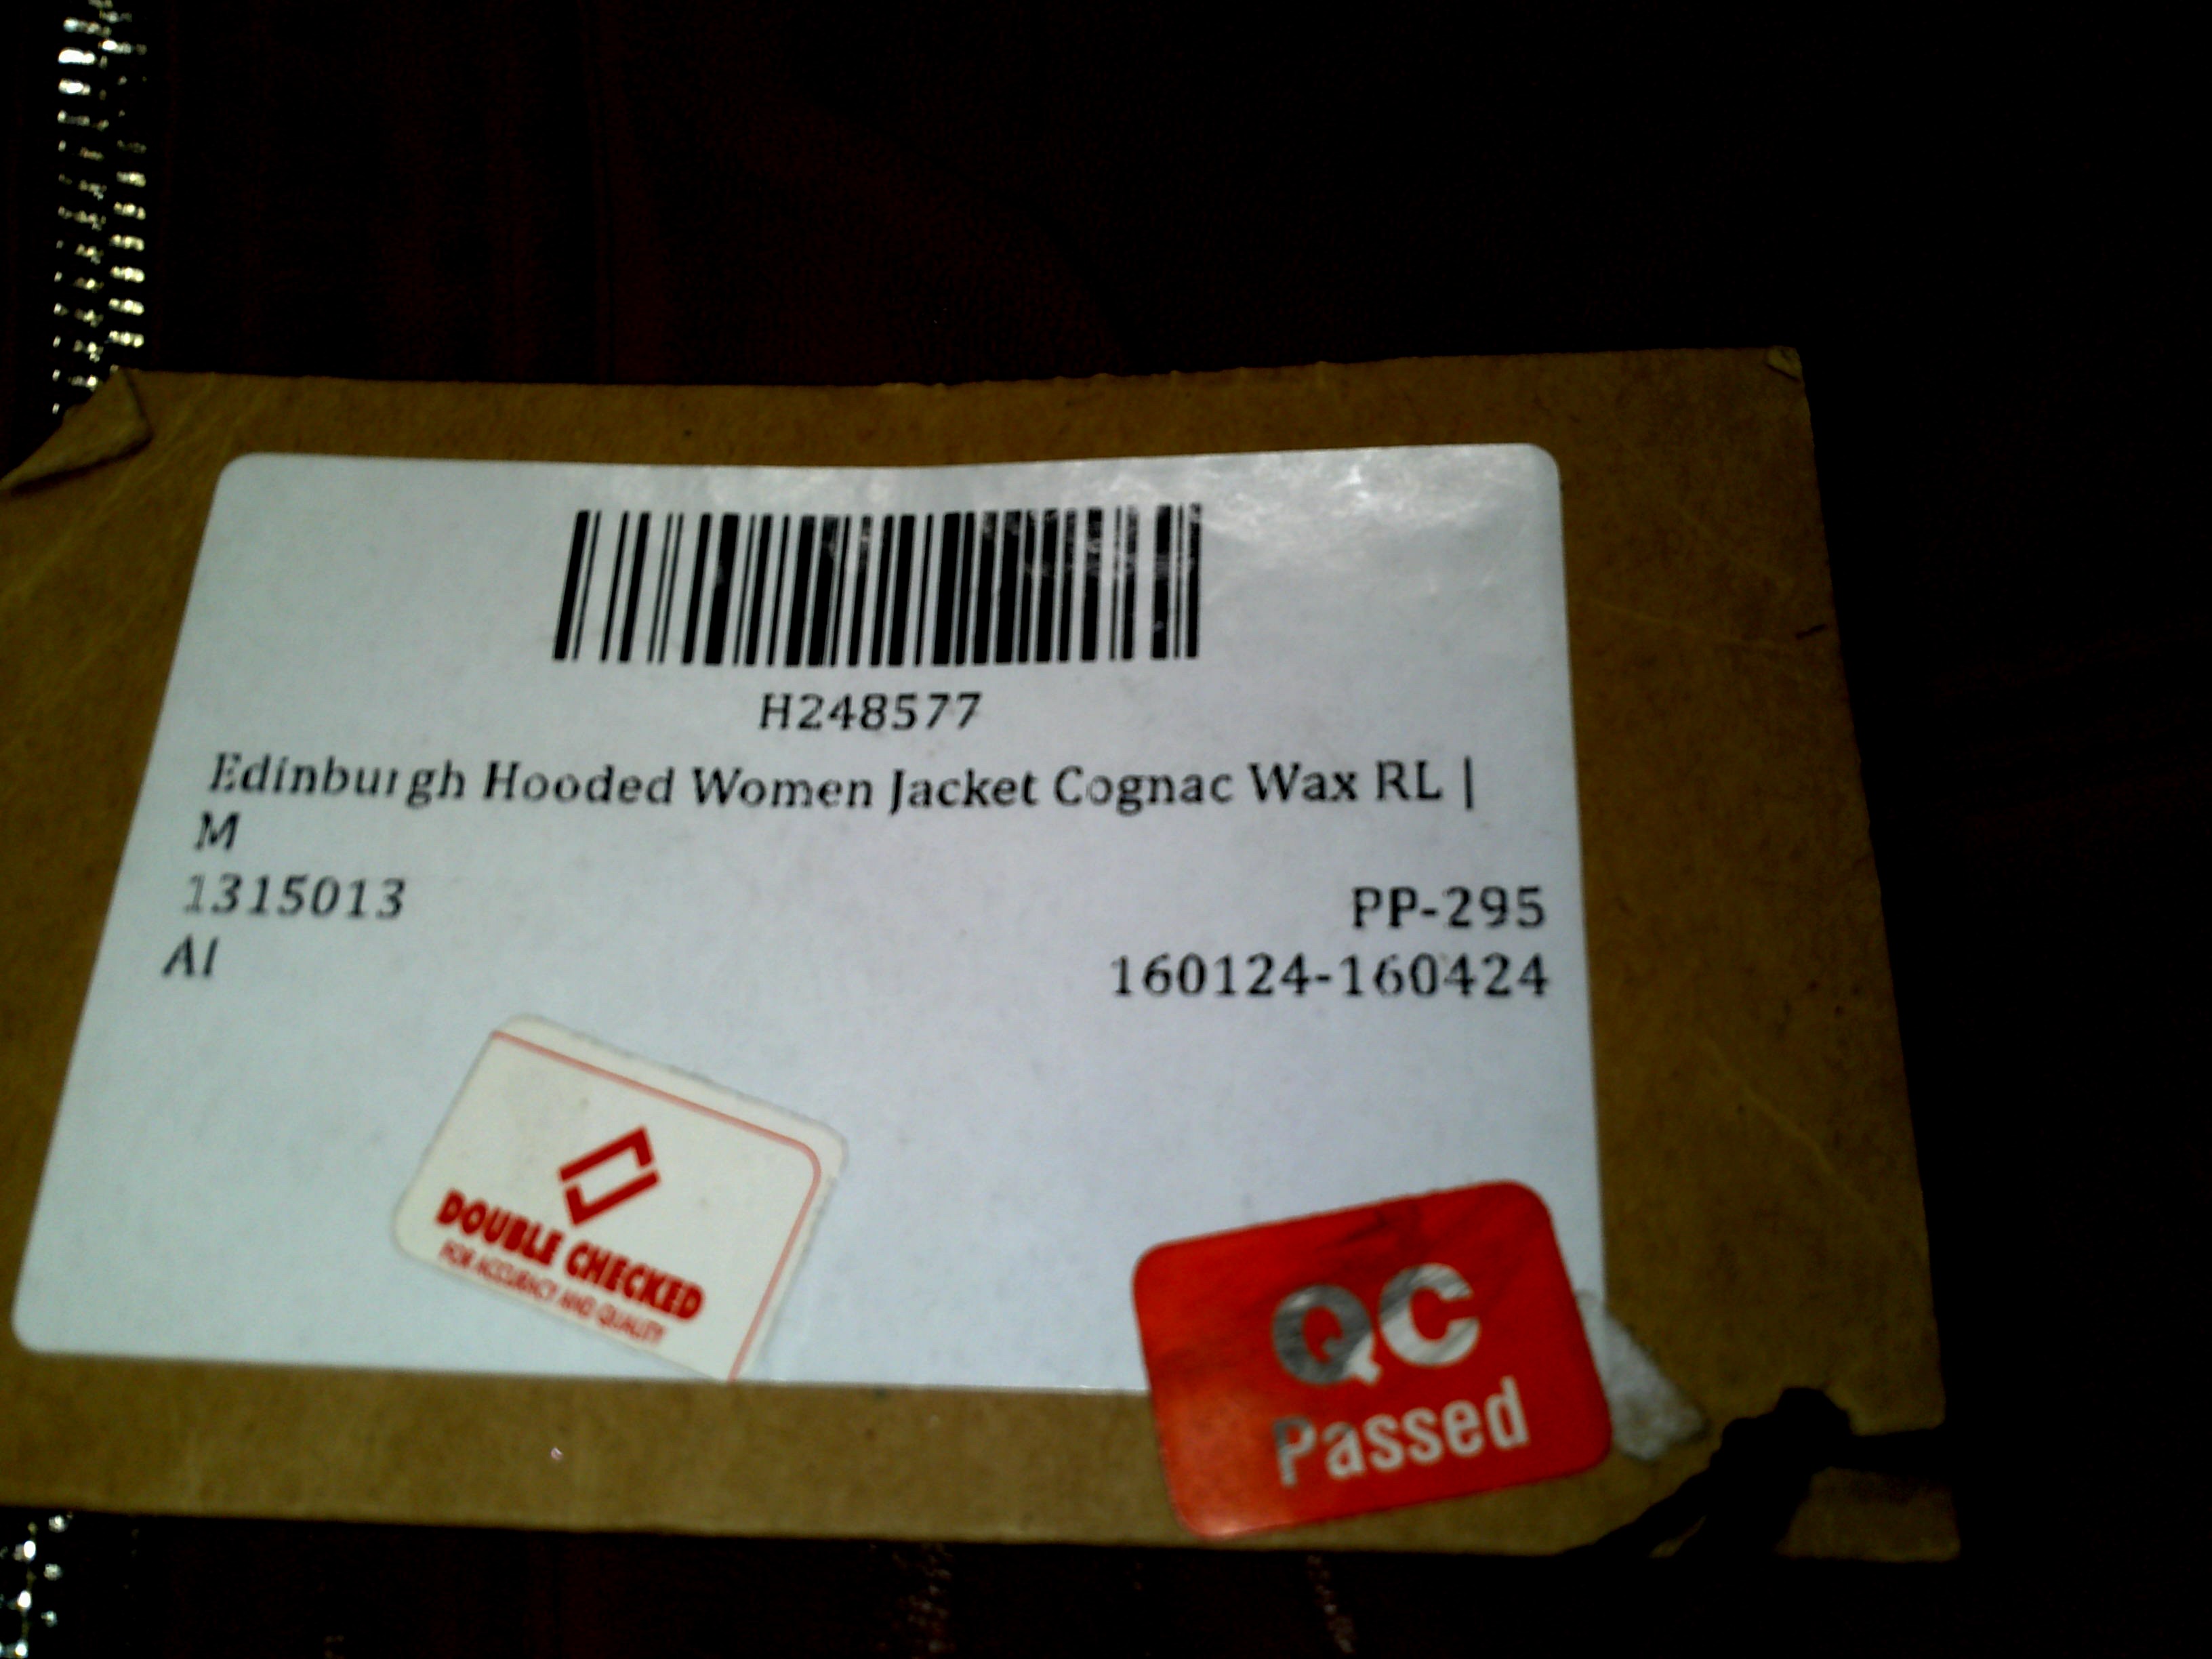 H248577
Edinburgh Hooded Women Jacket Cognac Wax RL |
M
1315013 PP-295
AI 160124-160424
DOUBLE CHECKED
FOR ACCURACY AND QUALITY
QC
Passed